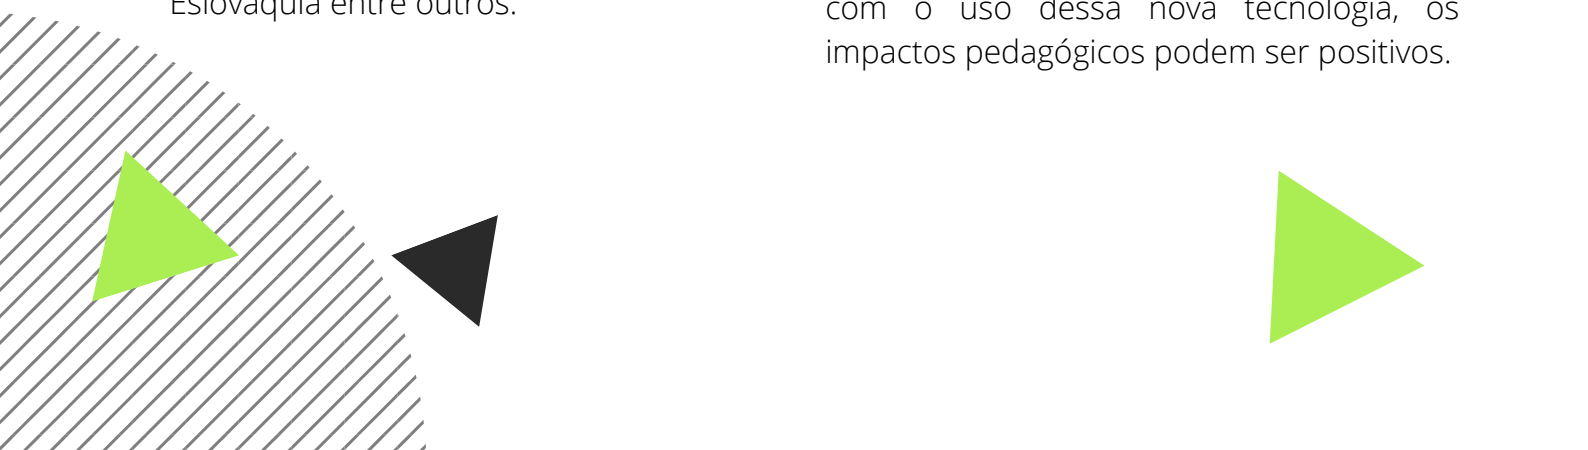 Eslováquia entre outros.
com o uso dessa nova tecnologia, os
impactos pedagógicos podem ser positivos.